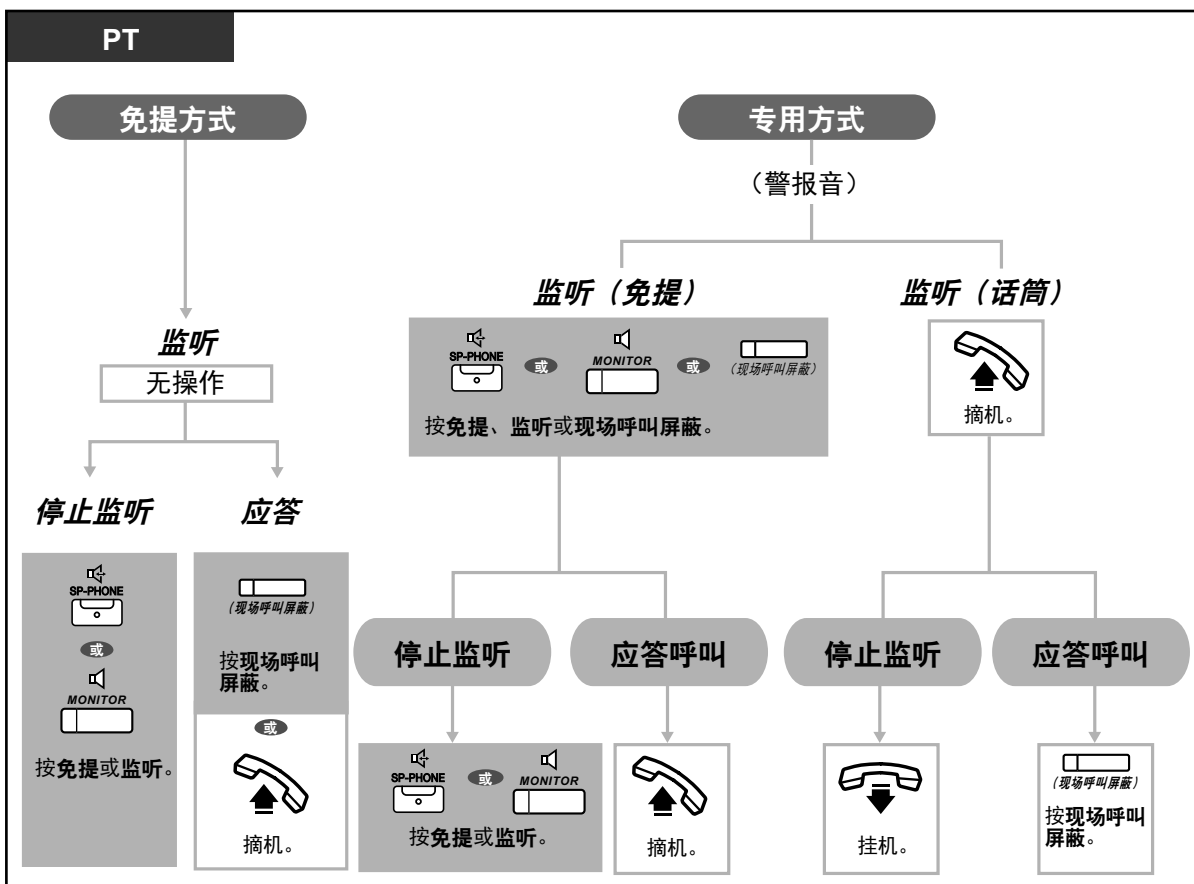 PT
免提方式
监听
无操作
停止监听
SP-PHONE
或
MONITOR
按免提或监听。
应答
(现场呼叫屏蔽)
按现场呼叫
屏蔽。
或
摘机。
专用方式
（警报音）
监听（免提）
SP-PHONE 或 MONITOR 或 (现场呼叫屏蔽)
按免提、监听或现场呼叫屏蔽。
停止监听
SP-PHONE 或 MONITOR
按免提或监听。
应答呼叫
摘机。
监听（话筒）
摘机。
停止监听
挂机。
应答呼叫
(现场呼叫屏蔽)
按现场呼叫
屏蔽。